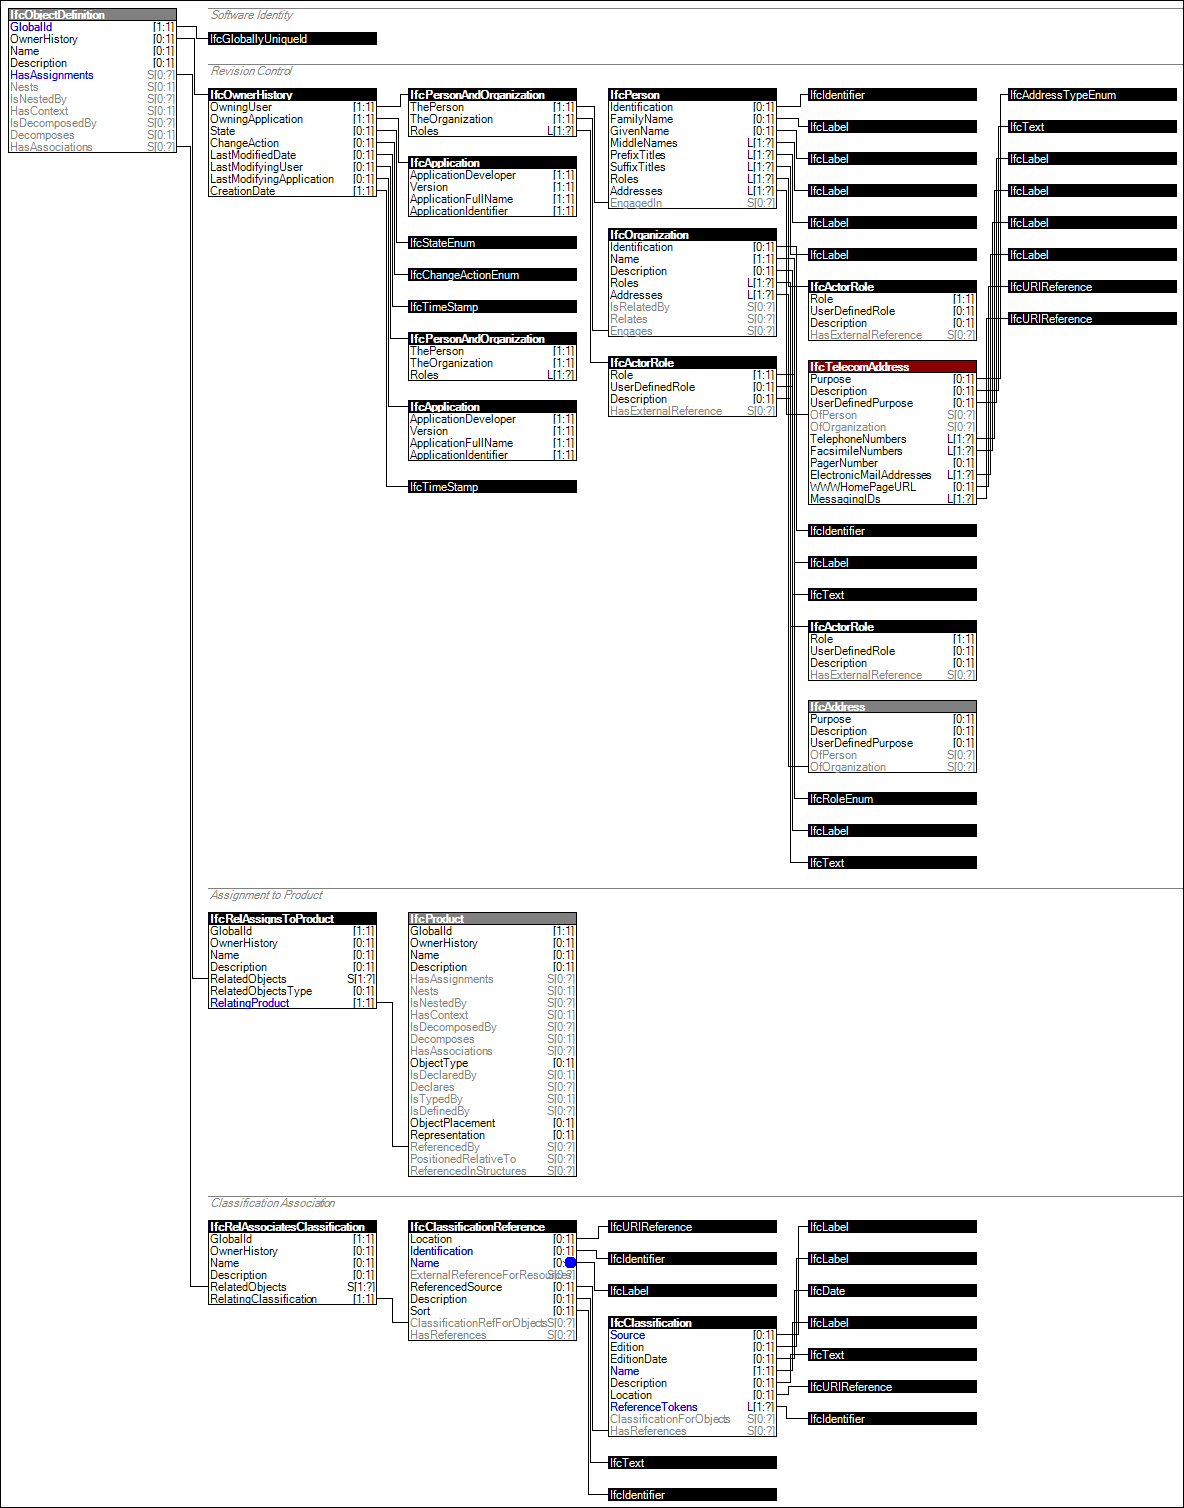 IfcObjectDefinition
GlobalId [1:1]
OwnerHistory [0:1]
Name [0:1]
Description [0:1]
HasAssignments S[0:?]
Nests S[0:1]
IsNestedBy S[0:?]
HasContext S[0:1]
IsDecomposedBy S[0:?]
Decomposes S[0:1]
HasAssociations S[0:?]
Software Identity
IfcGloballyUniqueId
Revision Control
IfcOwnerHistory
OwningUser [1:1]
OwningApplication [1:1]
State [0:1]
ChangeAction [0:1]
LastModifiedDate [0:1]
LastModifyingUser [0:1]
LastModifyingApplication [0:1]
CreationDate [1:1]
IfcPersonAndOrganization
ThePerson [1:1]
TheOrganization [1:1]
Roles L[1:?]
IfcApplication
ApplicationDeveloper [1:1]
Version [1:1]
ApplicationFullName [1:1]
ApplicationIdentifier [1:1]
IfcStateEnum
IfcChangeActionEnum
IfcTimeStamp
IfcPersonAndOrganization
ThePerson [1:1]
TheOrganization [1:1]
Roles L[1:?]
IfcApplication
ApplicationDeveloper [1:1]
Version [1:1]
ApplicationFullName [1:1]
ApplicationIdentifier [1:1]
IfcTimeStamp
IfcPerson
Identification [0:1]
FamilyName [0:1]
GivenName [0:1]
MiddleNames L[1:?]
PrefixTitles L[1:?]
SuffixTitles L[1:?]
Roles L[1:?]
Addresses L[1:?]
EngagedIn S[0:?]
IfcOrganization
Identification [0:1]
Name [1:1]
Description [0:1]
Roles L[1:?]
Addresses L[1:?]
IsRelatedBy S[0:?]
Relates S[0:?]
Engages S[0:?]
IfcActorRole
Role [1:1]
UserDefinedRole [0:1]
Description [0:1]
HasExternalReference S[0:?]
IfcIdentifier
IfcLabel
IfcLabel
IfcLabel
IfcLabel
IfcLabel
IfcActorRole
Role [1:1]
UserDefinedRole [0:1]
Description [0:1]
HasExternalReference S[0:?]
IfcTelecomAddress
Purpose [0:1]
Description [0:1]
UserDefinedPurpose [0:1]
OfPerson S[0:?]
OfOrganization S[0:?]
TelephoneNumbers L[1:?]
FacsimileNumbers L[1:?]
PagerNumber [0:1]
ElectronicMailAddresses L[1:?]
WWWHomePageURL [0:1]
MessagingIDs L[1:?]
IfcIdentifier
IfcLabel
IfcText
IfcActorRole
Role [1:1]
UserDefinedRole [0:1]
Description [0:1]
HasExternalReference S[0:?]
IfcAddress
Purpose [0:1]
Description [0:1]
UserDefinedPurpose [0:1]
OfPerson S[0:?]
OfOrganization S[0:?]
IfcRoleEnum
IfcLabel
IfcText
IfcAddressTypeEnum
IfcText
IfcLabel
IfcLabel
IfcLabel
IfcLabel
IfcURIReference
IfcURIReference
Assignment to Product
IfcRelAssignsToProduct
GlobalId [1:1]
OwnerHistory [0:1]
Name [0:1]
Description [0:1]
RelatedObjects S[1:?]
RelatedObjectsType [0:1]
RelatingProduct [1:1]
IfcProduct
GlobalId [1:1]
OwnerHistory [0:1]
Name [0:1]
Description [0:1]
HasAssignments S[0:?]
Nests S[0:1]
IsNestedBy S[0:?]
HasContext S[0:1]
IsDecomposedBy S[0:?]
Decomposes S[0:1]
HasAssociations S[0:?]
ObjectType [0:1]
IsDeclaredBy S[0:1]
Declares S[0:?]
IsTypedBy S[0:1]
IsDefinedBy S[0:?]
ObjectPlacement [0:1]
Representation [0:1]
ReferencedBy S[0:?]
PositionedRelativeTo S[0:?]
ReferencedInStructures S[0:?]
Classification Association
IfcRelAssociatesClassification
GlobalId [1:1]
OwnerHistory [0:1]
Name [0:1]
Description [0:1]
RelatedObjects S[1:?]
RelatingClassification [1:1]
IfcClassificationReference
Location [0:1]
Identification [0:1]
Name
ExternalReferenceForResources S[0:?]
ReferencedSource [0:1]
Description [0:1]
Sort [0:1]
ClassificationRefForObjects S[0:?]
HasReferences S[0:?]
IfcURIReference
IfcIdentifier
IfcLabel
IfcClassification
Source [0:1]
Edition [0:1]
EditionDate [0:1]
Name [1:1]
Description [0:1]
Location [0:1]
ReferenceTokens L[1:?]
ClassificationForObjects S[0:?]
HasReferences S[0:?]
IfcText
IfcIdentifier
IfcLabel
IfcLabel
IfcDate
IfcLabel
IfcText
IfcURIReference
IfcIdentifier